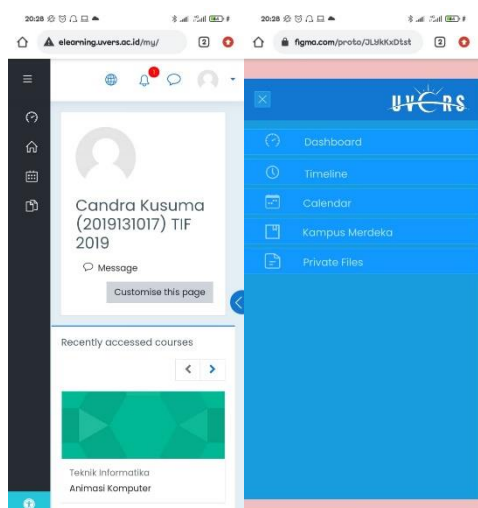 20:28
elearning.uvers.ac.id/my/
2
1
Candra Kusuma
(2019131017) TIF
2019
Message
Customise this page
Recently accessed courses
Teknik Informatika
Animasi Komputer
20:28
figma.com/proto/JL9kKxDtst
2
UVERS
Dashboard
Timeline
Calendar
Kampus Merdeka
Private Files